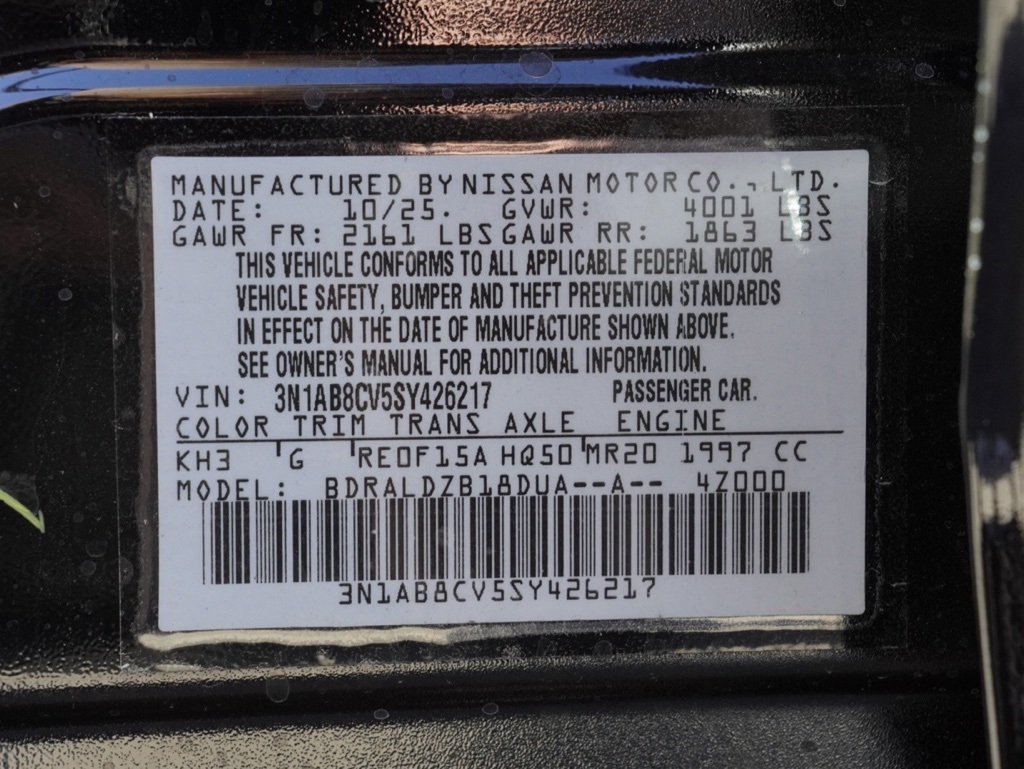 MANUFACTURED BY NISSAN MOTOR CO., LTD.
DATE: 10/25. GVWR: 4001 LBS
GAWR FR: 2161 LBS GAWR RR: 1863 LBS
THIS VEHICLE CONFORMS TO ALL APPLICABLE FEDERAL MOTOR
VEHICLE SAFETY, BUMPER AND THEFT PREVENTION STANDARDS
IN EFFECT ON THE DATE OF MANUFACTURE SHOWN ABOVE.
SEE OWNER'S MANUAL FOR ADDITIONAL INFORMATION.
VIN: 3N1AB8CV5SY426217 PASSENGER CAR.
COLOR TRIM TRANS AXLE ENGINE
KH3 G RE0F15A HQ50 MR20 1997 CC
MODEL: BDRALDZB18DUA--A-- 4Z000
3N1AB8CV5SY426217